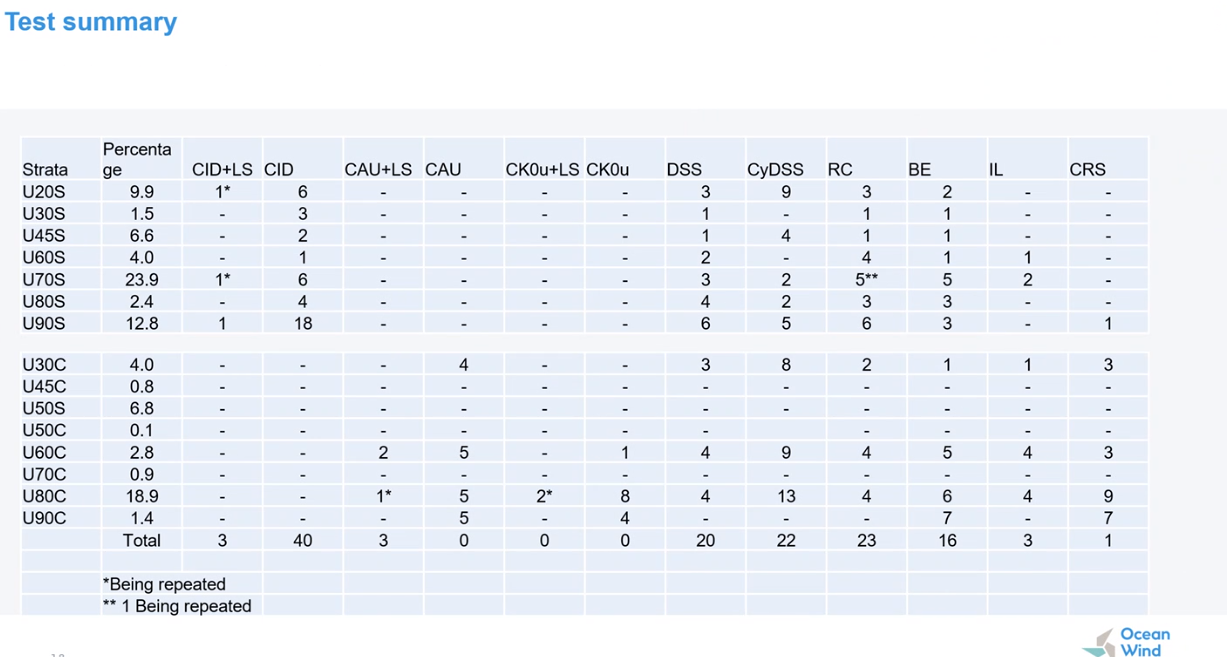 Test summary
Strata Percentage CID+LS CID CAU+LS CAU CK0u+LS CK0u DSS CyDSS RC BE IL CRS
U20S 9.9 1* 6 - - - - 3 9 3 2 - -
U30S 1.5 - 3 - - - - 1 - 1 1 - -
U45S 6.6 - 2 - - - - 1 4 1 1 - -
U60S 4.0 - 1 - - - - 2 - 4 1 1 -
U70S 23.9 1* 6 - - - - 3 2 5** 5 2 -
U80S 2.4 - 4 - - - - 4 2 3 3 - -
U90S 12.8 1 18 - - - - 6 5 6 3 - 1
U30C 4.0 - - - 4 - - 3 8 2 1 1 3
U45C 0.8 - - - - - - - - - - - -
U50S 6.8 - - - - - - - - - - - -
U50C 0.1 - - - - - - - - - - - -
U60C 2.8 - - 2 5 - 1 4 9 4 5 4 3
U70C 0.9 - - - - - - - - - - - -
U80C 18.9 - - 1* 5 2* 8 4 13 4 6 4 9
U90C 1.4 - - - 5 - 4 - - - 7 - 7
Total 3 40 3 0 0 0 20 22 23 16 3 1
*Being repeated
** 1 Being repeated
Ocean
Wind